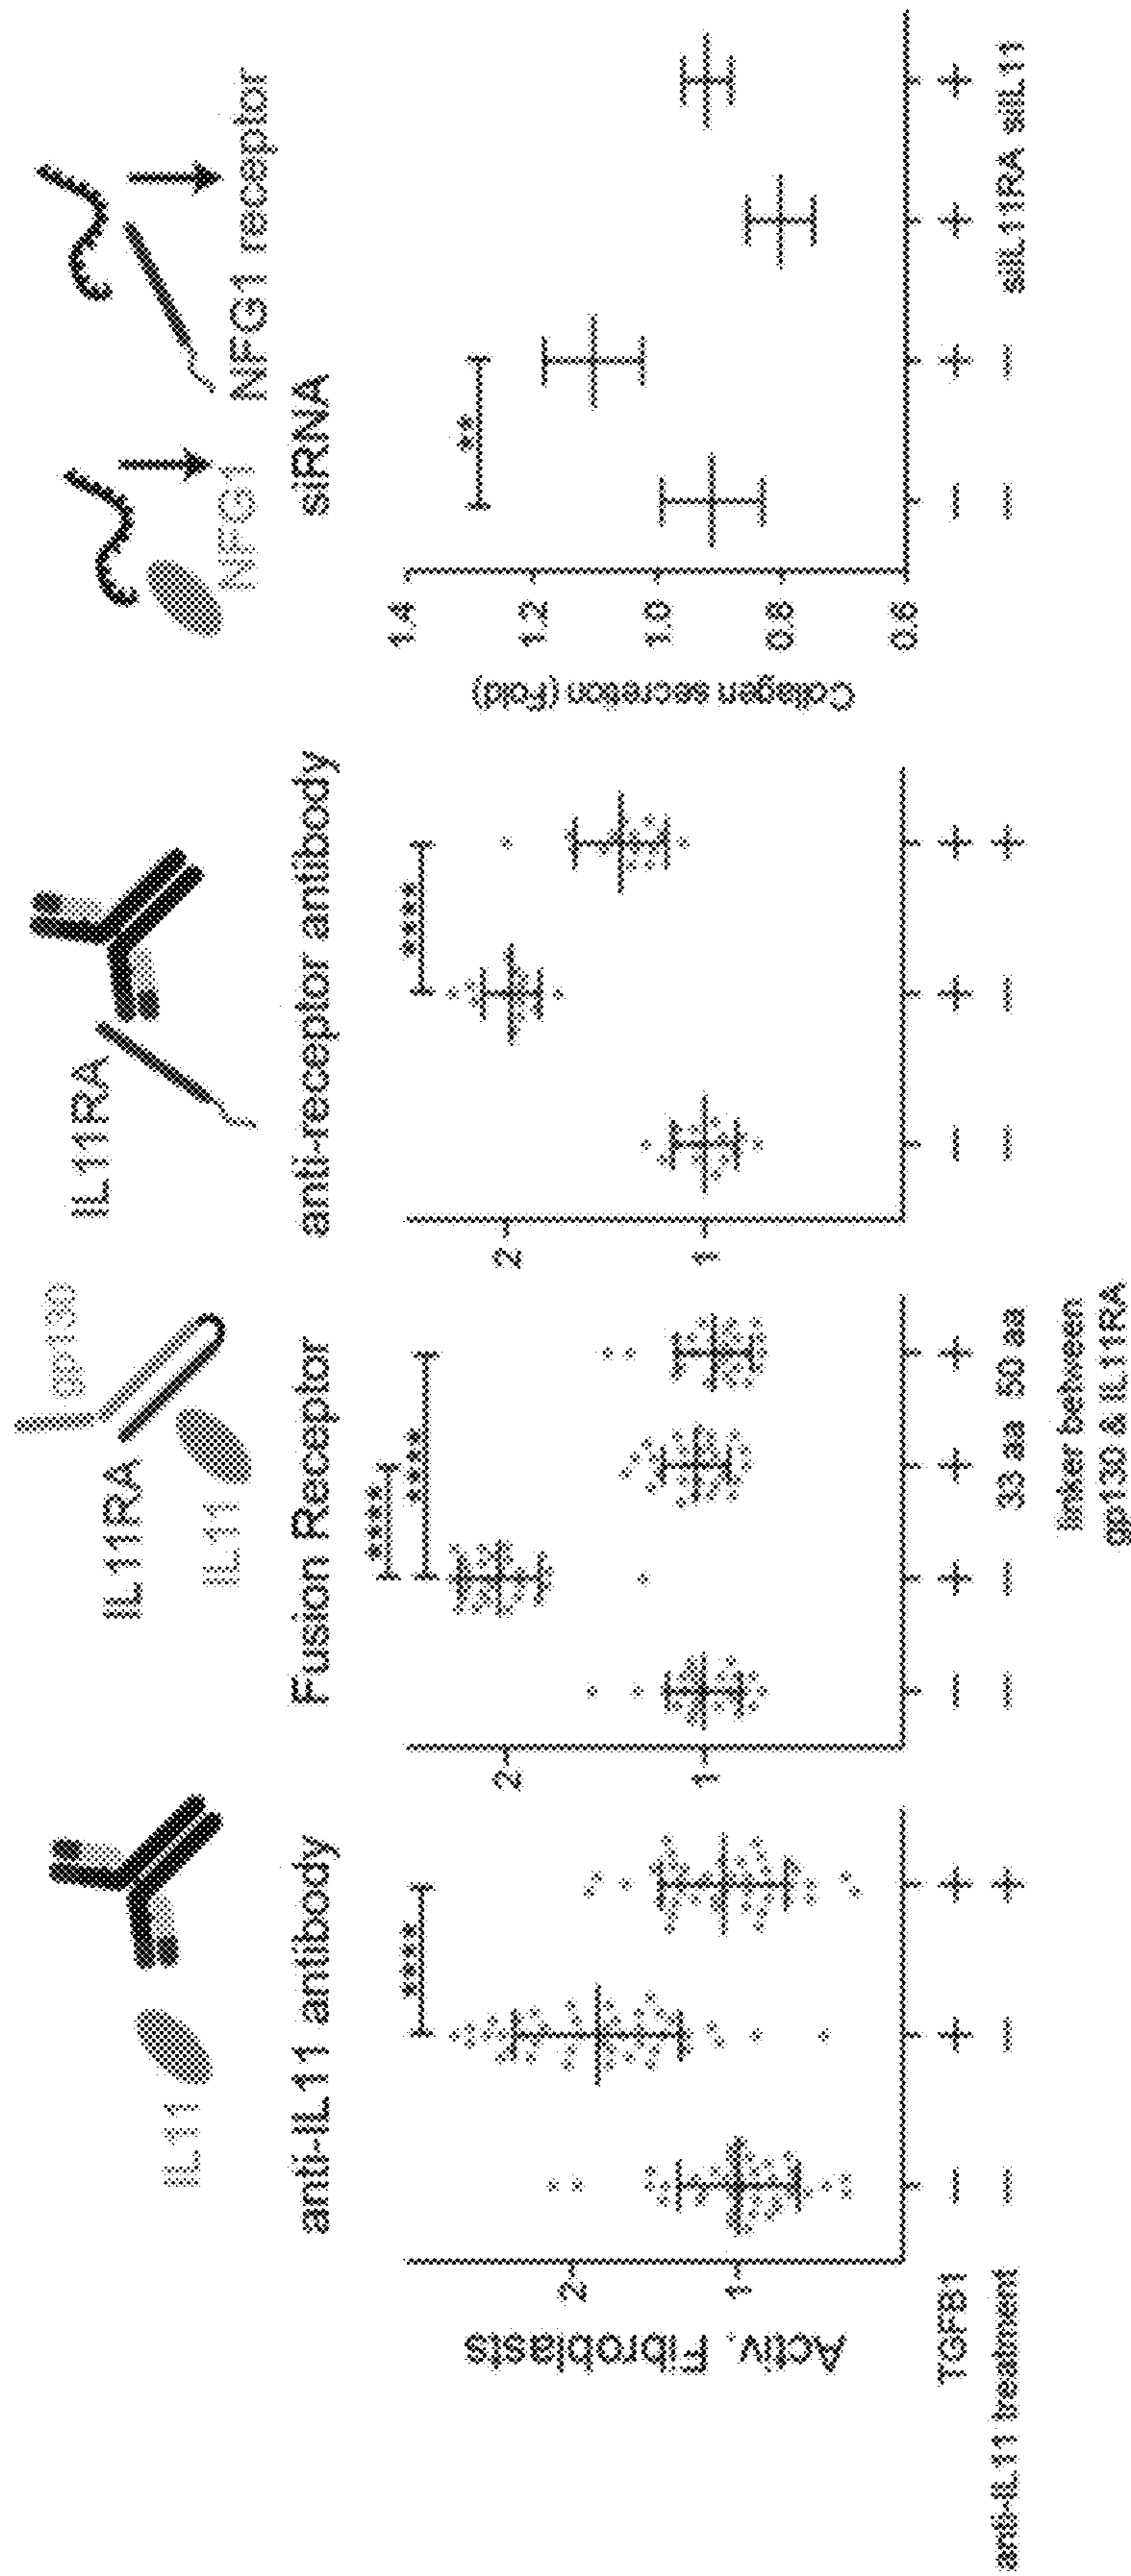 IL11
anti-IL11 antibody
****
Activ. Fibroblasts
2
1
TGFB1
− + +
anti-IL11 treatment
− − +
IL11RA
gp130
IL11
Fusion Receptor
****
****
2
1
− + + +
− − 33 aa 50 aa
linker between
gp130 & IL11RA
IL11RA
anti-receptor antibody
****
2
1
− + +
− − +
NFG1
NFG1 receptor
siRNA
**
Collagen secretion (Fold)
1.4
1.2
1.0
0.8
0.6
− + + +
− − siIL11RA siIL11